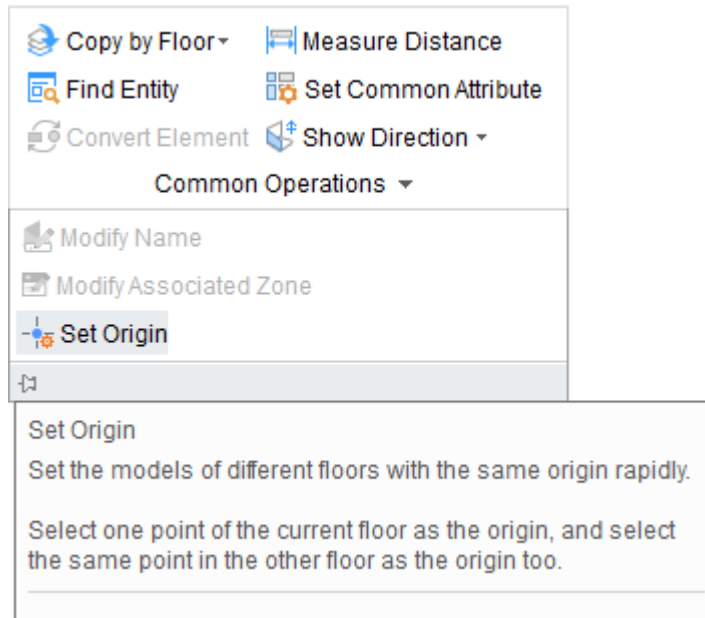 Copy by Floor
Measure Distance
Find Entity
Set Common Attribute
Convert Element
Show Direction
Common Operations
Modify Name
Modify Associated Zone
Set Origin
Set Origin
Set the models of different floors with the same origin rapidly.
Select one point of the current floor as the origin, and select
the same point in the other floor as the origin too.